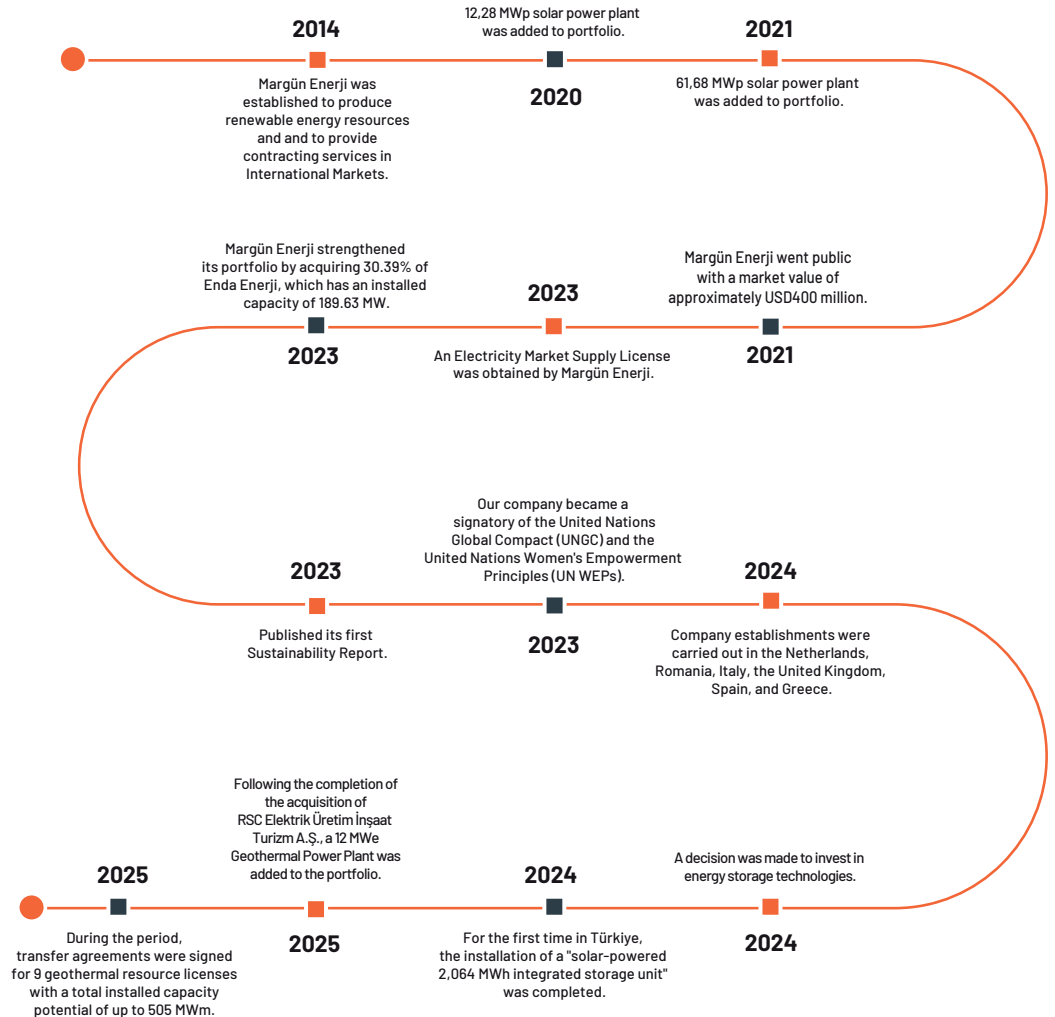 2014
Margün Enerji was
established to produce
renewable energy resources
and and to provide
contracting services in
International Markets.
12,28 MWp solar power plant
was added to portfolio.
2020
2021
61,68 MWp solar power plant
was added to portfolio.
Margün Enerji went public
with a market value of
approximately USD400 million.
2021
2023
An Electricity Market Supply License
was obtained by Margün Enerji.
Margün Enerji strengthened
its portfolio by acquiring 30.39% of
Enda Enerji, which has an installed
capacity of 189.63 MW.
2023
2023
Published its first
Sustainability Report.
Our company became a
signatory of the United Nations
Global Compact (UNGC) and the
United Nations Women's Empowerment
Principles (UN WEPs).
2023
2024
Company establishments were
carried out in the Netherlands,
Romania, Italy, the United Kingdom,
Spain, and Greece.
A decision was made to invest in
energy storage technologies.
2024
2024
For the first time in Türkiye,
the installation of a "solar-powered
2,064 MWh integrated storage unit"
was completed.
Following the completion of
the acquisition of
RSC Elektrik Üretim İnşaat
Turizm A.Ş., a 12 MWe
Geothermal Power Plant was
added to the portfolio.
2025
2025
During the period,
transfer agreements were signed
for 9 geothermal resource licenses
with a total installed capacity
potential of up to 505 MWm.